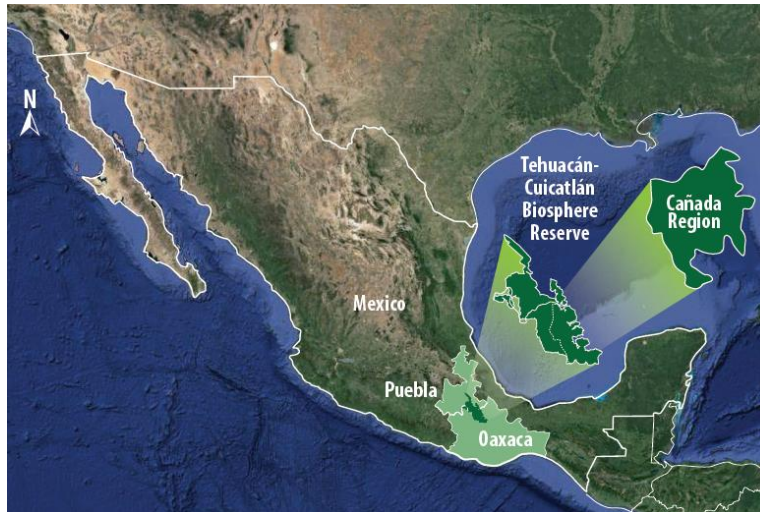 N
Tehuacán-
Cuicatlán
Biosphere
Reserve
Cañada
Region
Mexico
Puebla
Oaxaca